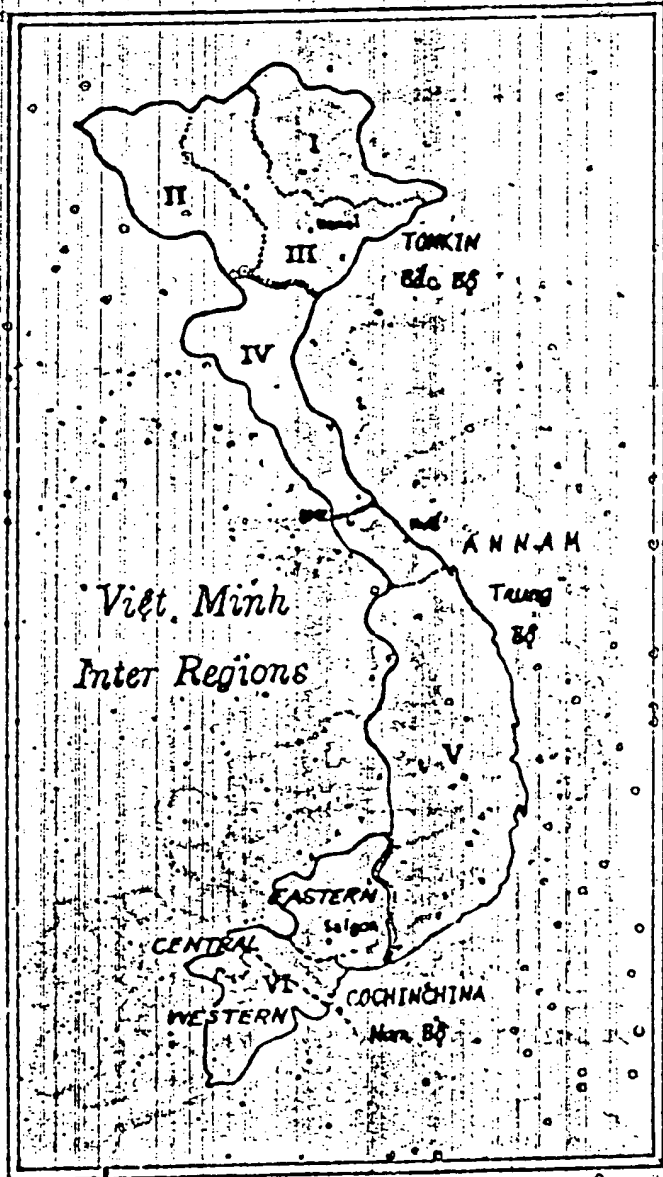 I
II
Hanoi
III
TONKIN
Bắc Bộ
IV
ANNAM
Việt Minh
Trung
Bộ
Inter Regions
V
EASTERN
Saigon
CENTRAL
VI
COCHINCHINA
WESTERN
Nam Bộ